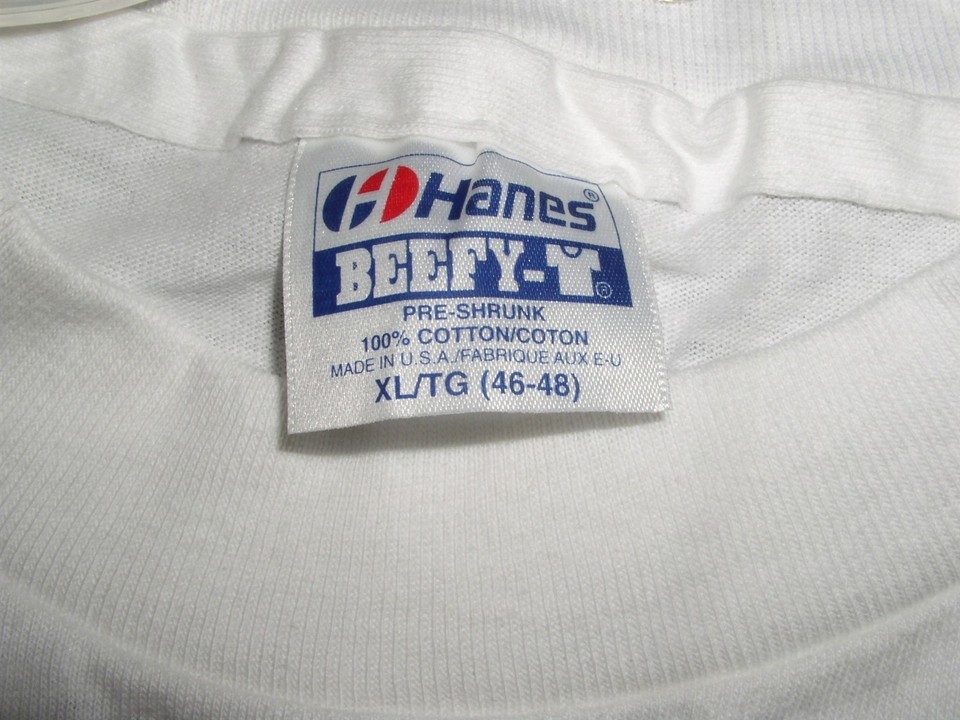 Hanes®
BEEFY-T®
PRE-SHRUNK
100% COTTON/COTON
MADE IN U.S.A./FABRIQUE AUX E-U
XL/TG (46-48)